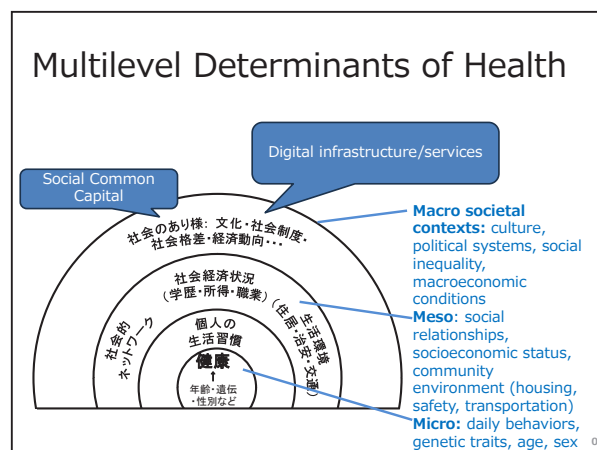 Multilevel Determinants of Health
Digital infrastructure/services
Social Common
Capital
社会のあり様: 文化・社会制度・
社会格差・経済動向・・・
社会経済状況
(学歴・所得・職業)
社会的
ネットワーク
生活環境
(住居・治安・交通)
個人の
生活習慣
健康
↑
年齢・遺伝
・性別など
Macro societal
contexts: culture,
political systems, social
inequality,
macroeconomic
conditions
Meso: social
relationships,
socioeconomic status,
community
environment (housing,
safety, transportation)
Micro: daily behaviors,
genetic traits, age, sex
0